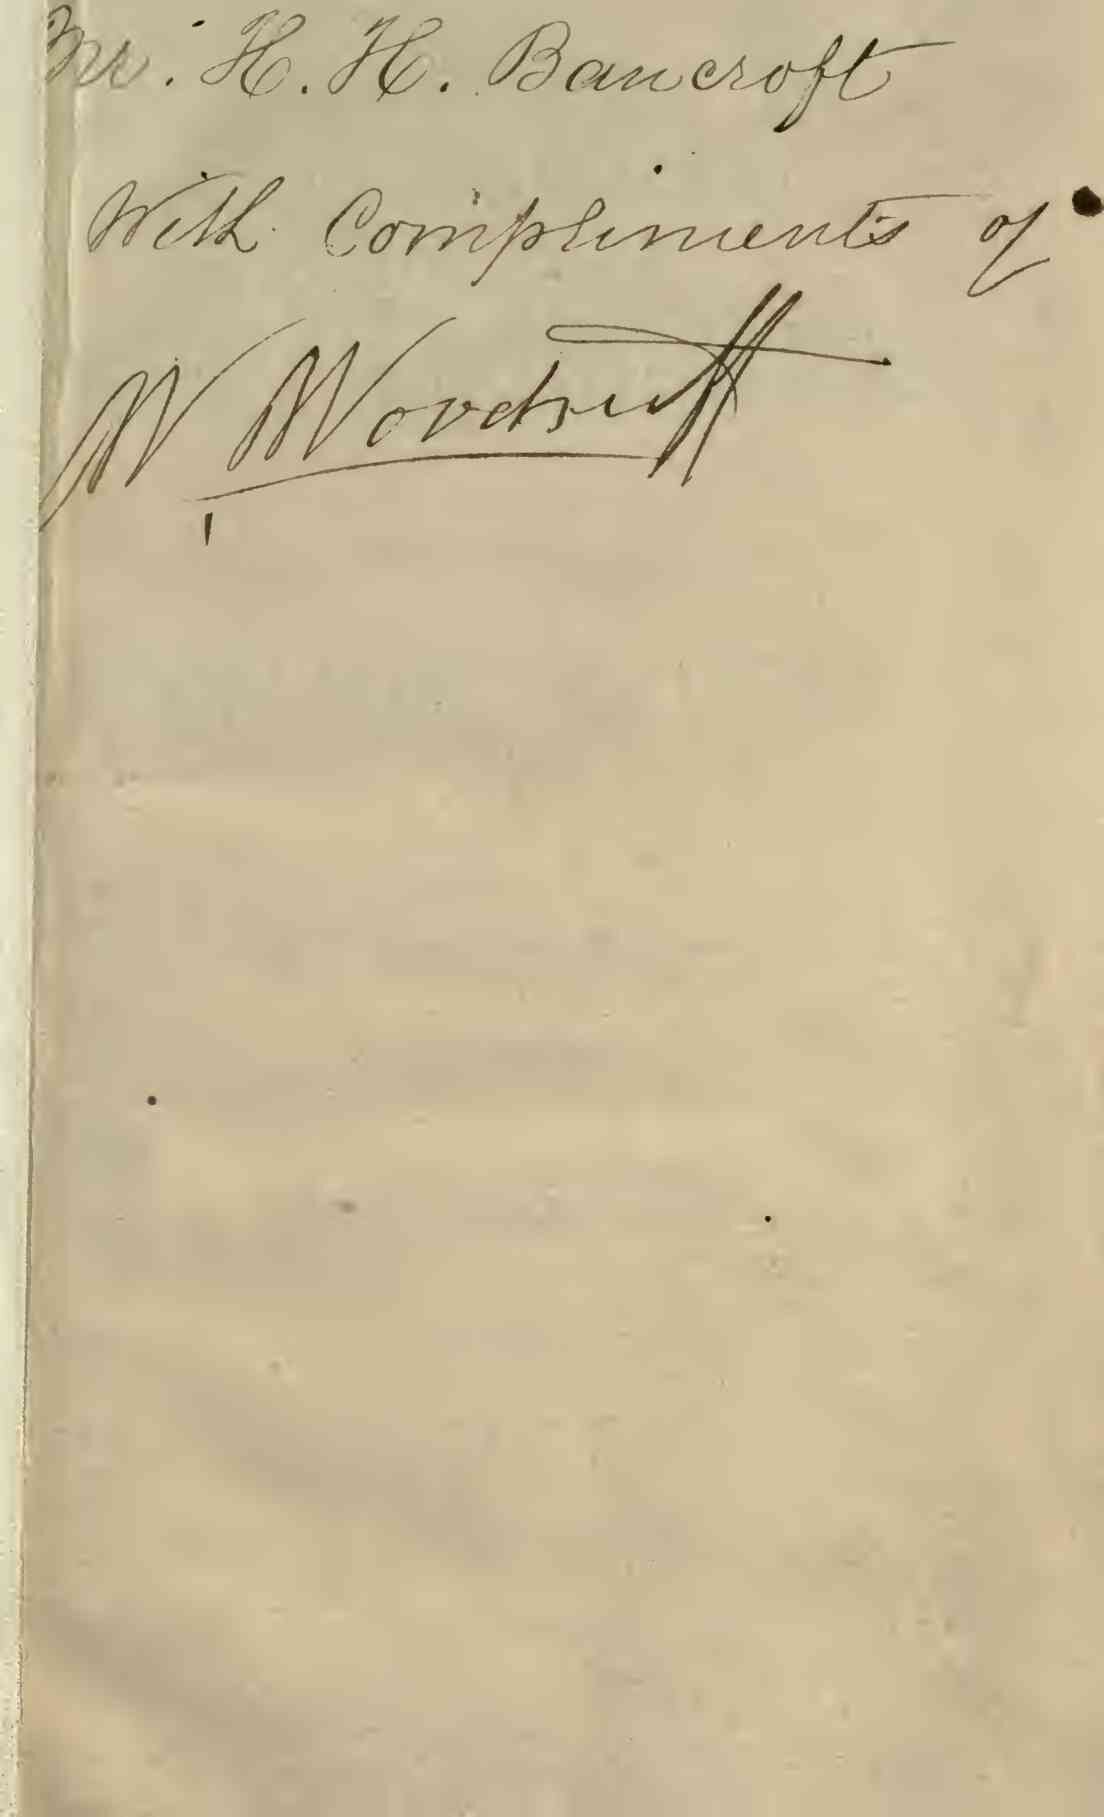 Mr. H. H. Bancroft
With Compliments of
W Woodruff